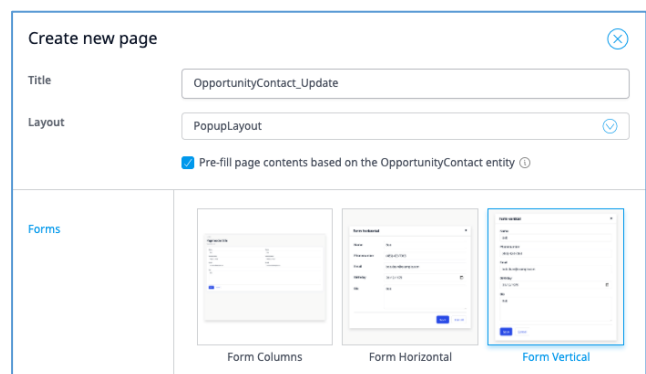 Create new page
Title
OpportunityContact_Update
Layout
PopupLayout
Pre-fill page contents based on the OpportunityContact entity
Forms
Form Columns
Form Horizontal
Form Vertical